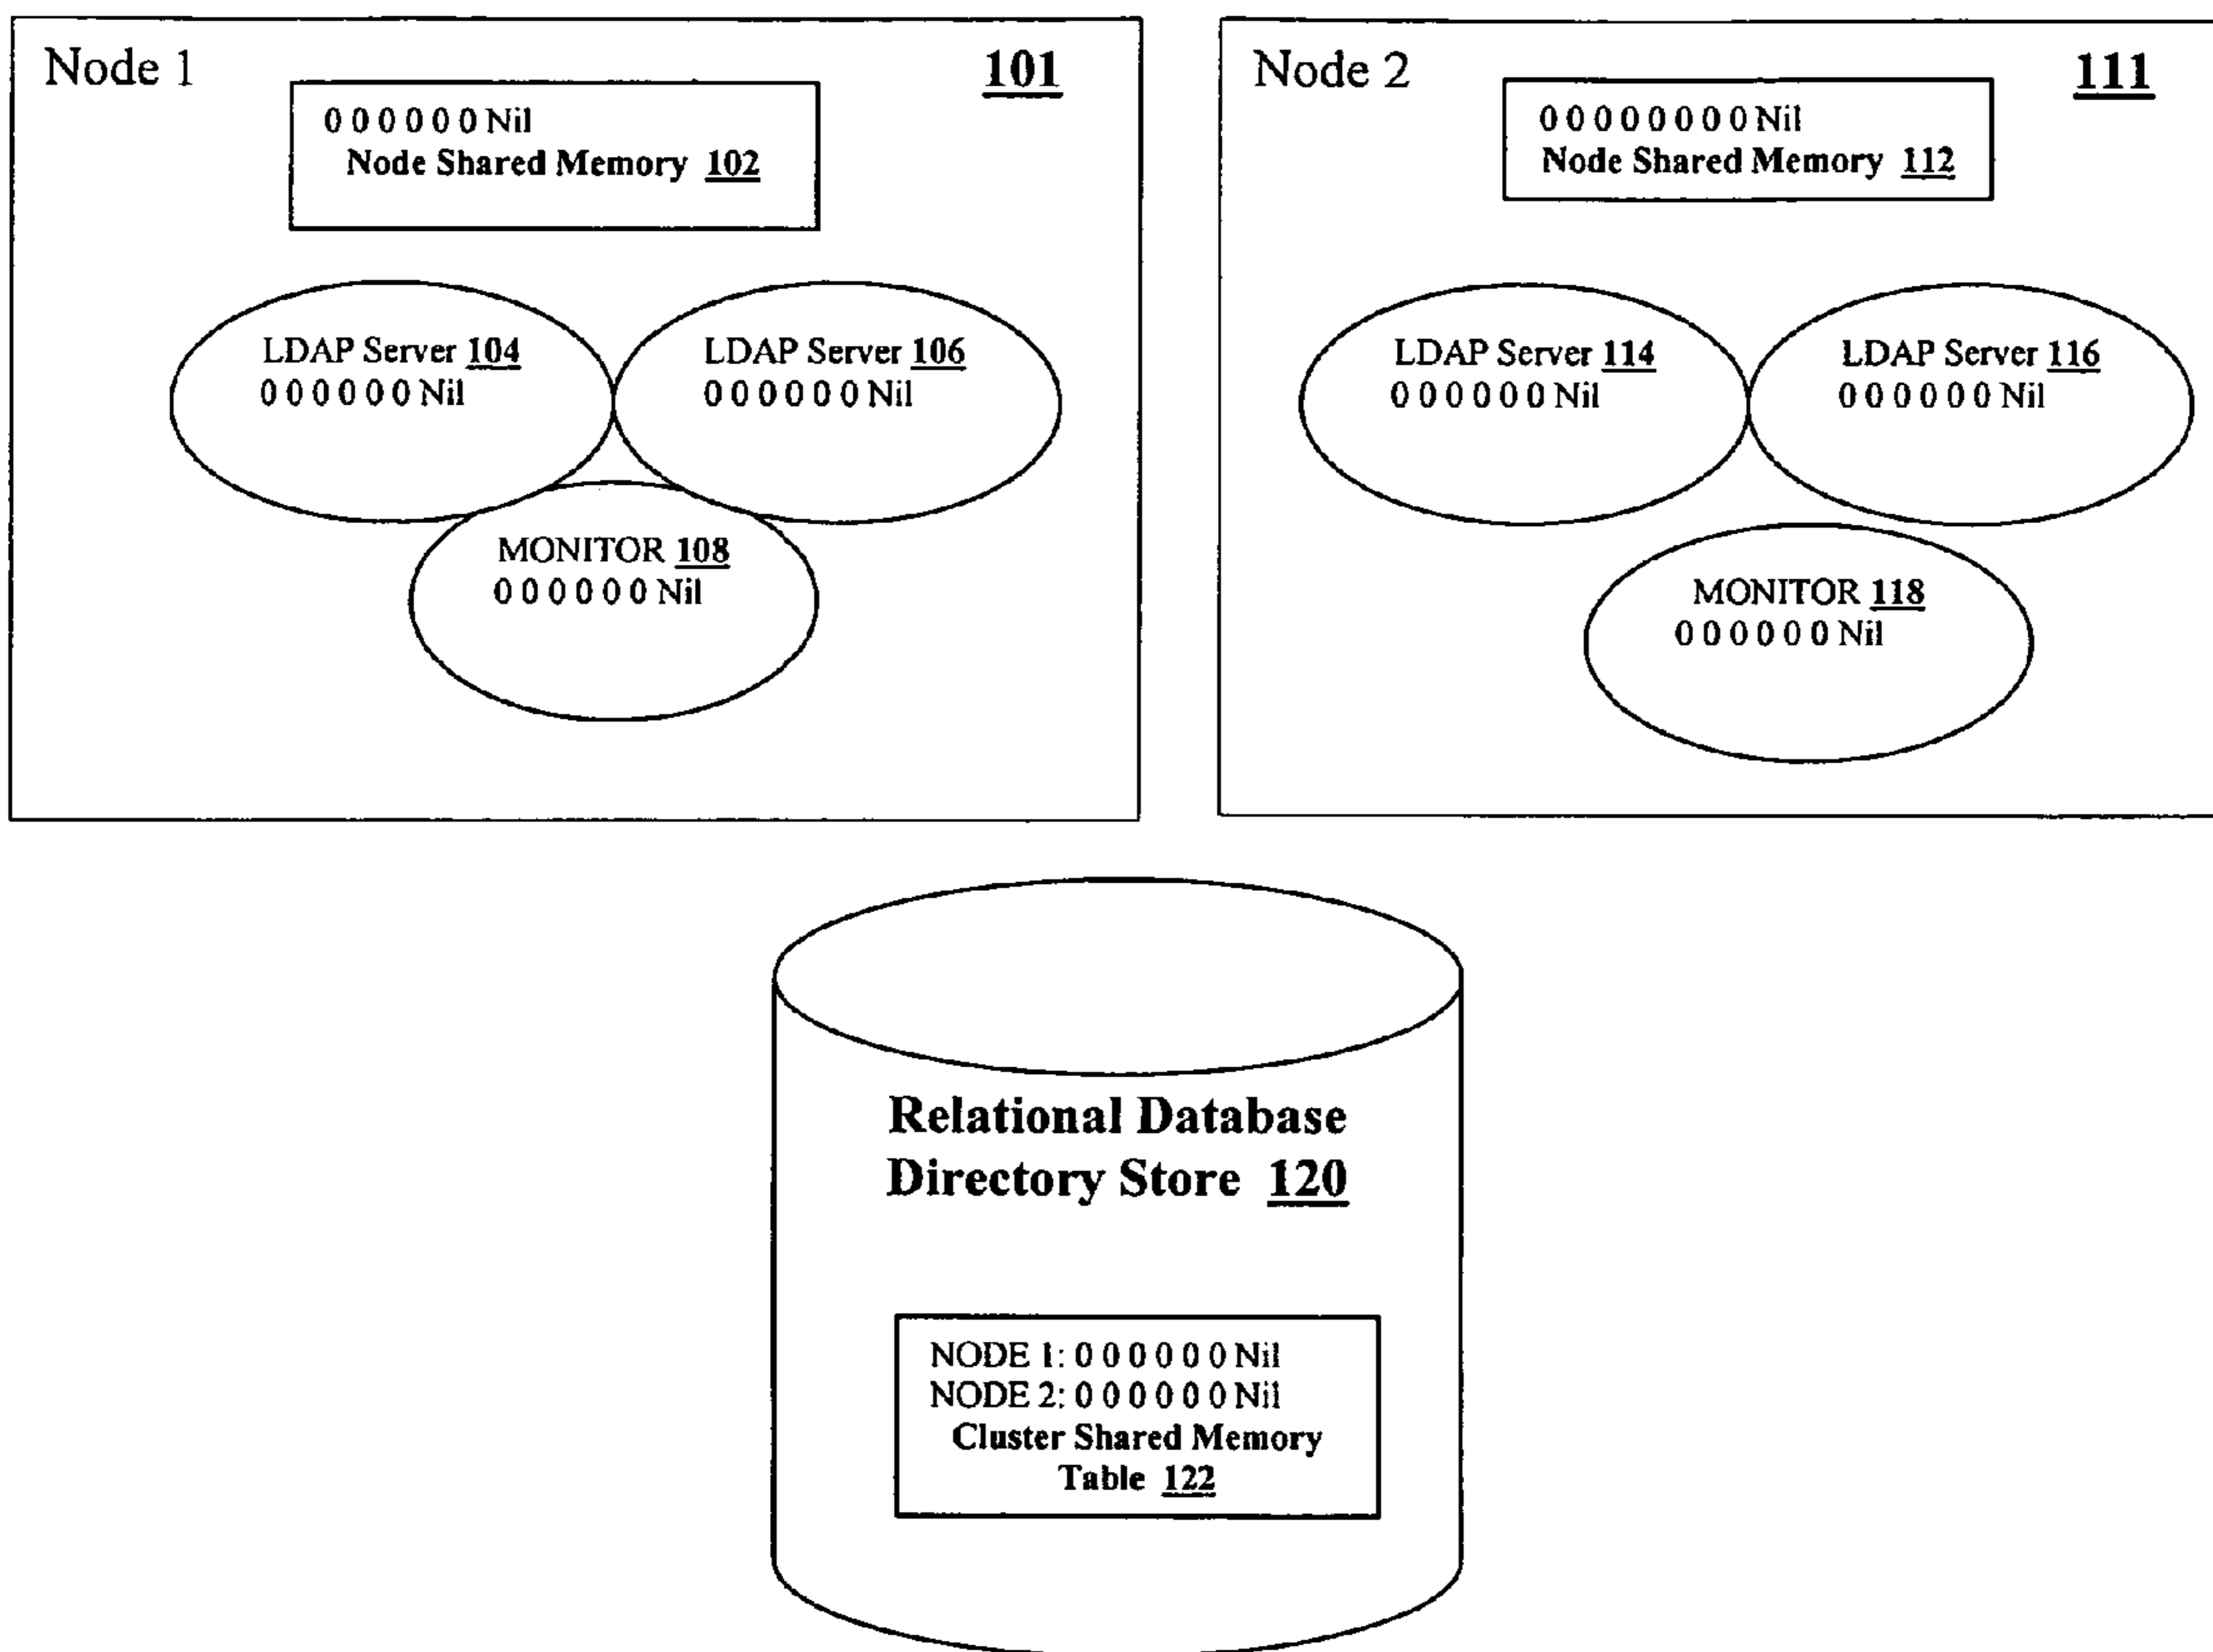 Node 1
101
0 0 0 0 0 0 Nil
Node Shared Memory 102
LDAP Server 104
0 0 0 0 0 0 Nil
LDAP Server 106
0 0 0 0 0 0 Nil
MONITOR 108
0 0 0 0 0 0 Nil
Node 2
111
0 0 0 0 0 0 0 0 Nil
Node Shared Memory 112
LDAP Server 114
0 0 0 0 0 0 Nil
LDAP Server 116
0 0 0 0 0 0 Nil
MONITOR 118
0 0 0 0 0 0 Nil
Relational Database
Directory Store 120
NODE 1: 0 0 0 0 0 0 Nil
NODE 2: 0 0 0 0 0 0 Nil
Cluster Shared Memory
Table 122